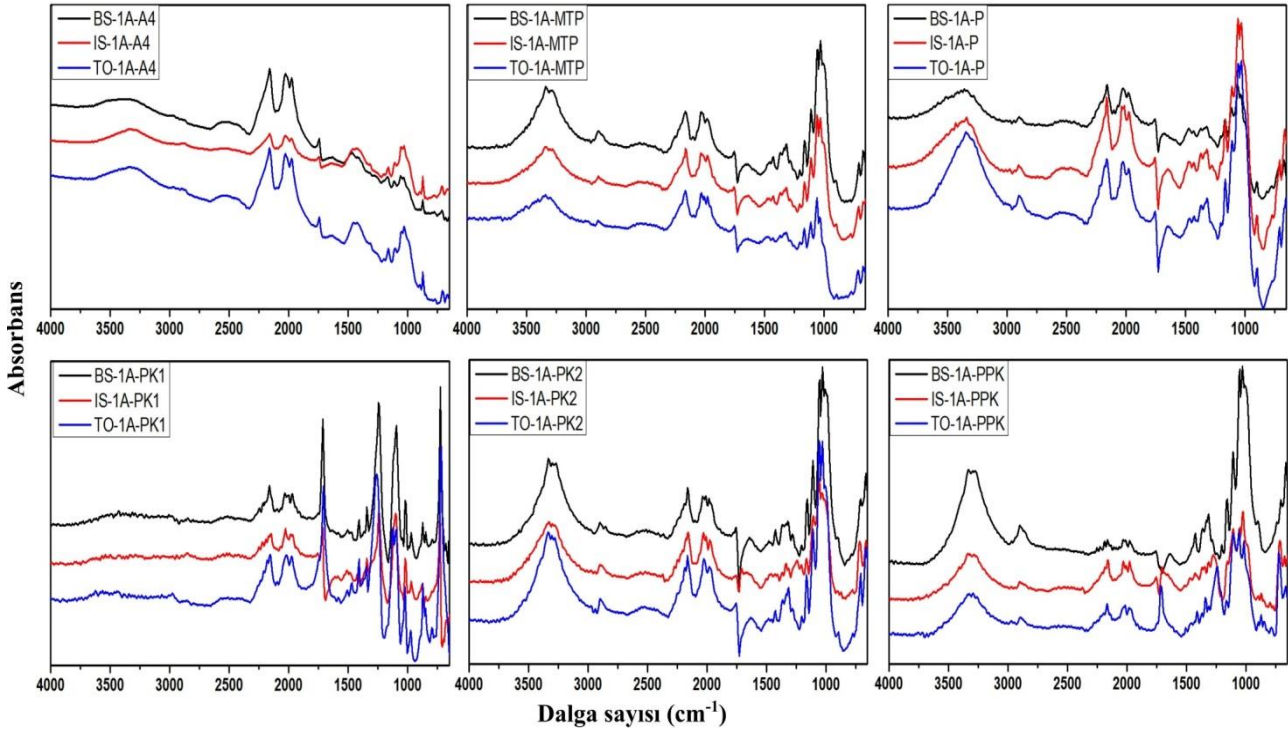 BS-1A-A4
IS-1A-A4
TO-1A-A4
BS-1A-MTP
IS-1A-MTP
TO-1A-MTP
BS-1A-P
IS-1A-P
TO-1A-P
4000 3500 3000 2500 2000 1500 1000
4000 3500 3000 2500 2000 1500 1000
4000 3500 3000 2500 2000 1500 1000
Absorbans
BS-1A-PK1
IS-1A-PK1
TO-1A-PK1
BS-1A-PK2
IS-1A-PK2
TO-1A-PK2
BS-1A-PPK
IS-1A-PPK
TO-1A-PPK
4000 3500 3000 2500 2000 1500 1000
4000 3500 3000 2500 2000 1500 1000
4000 3500 3000 2500 2000 1500 1000
Dalga sayısı (cm⁻¹)